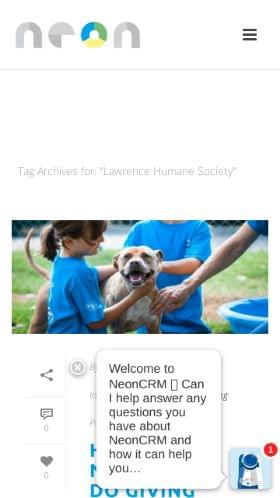 neon
Tag Archives for: "Lawrence Humane Society"
Welcome to
NeonCRM ▯ Can
I help answer any
questions you
have about
NeonCRM and
how it can help
you...
0
0
DO GIVING
1